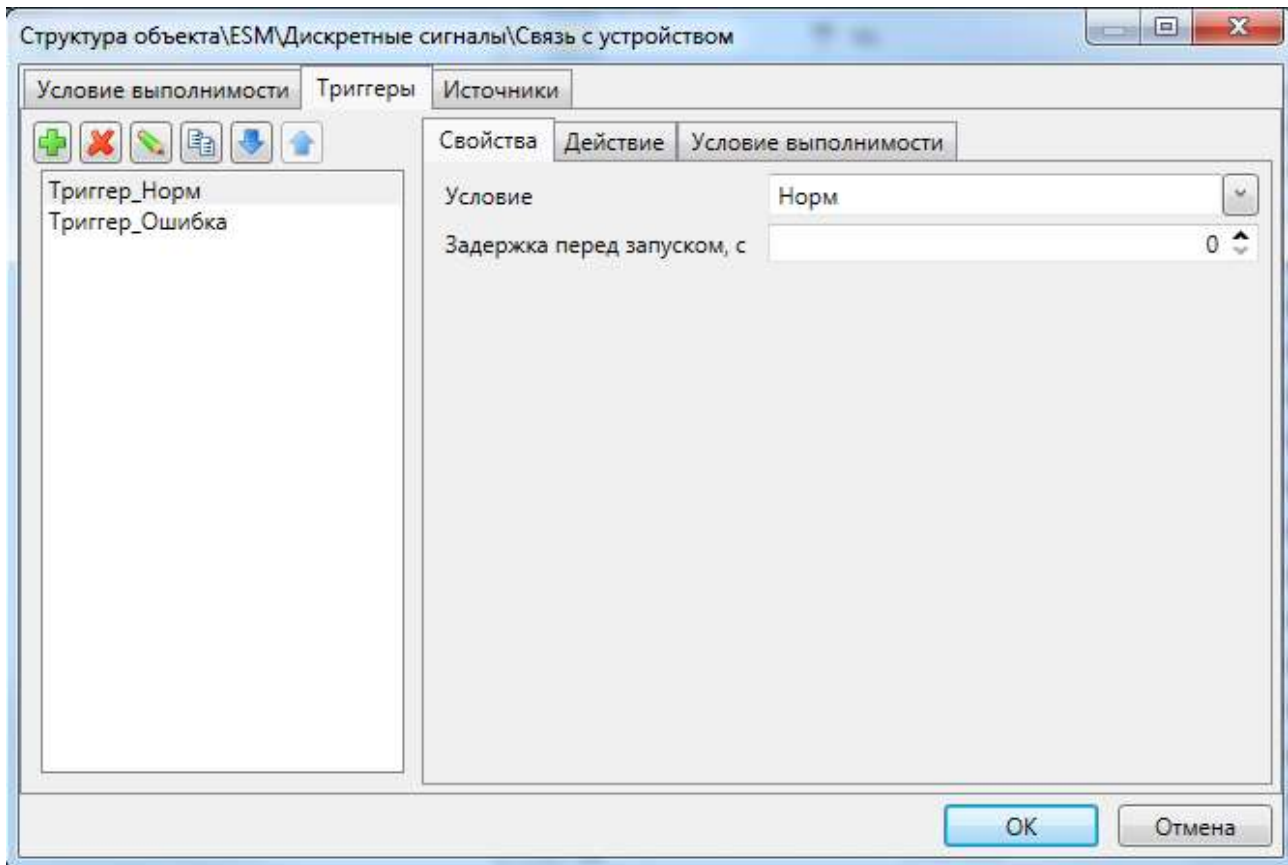 Структура объекта\ESM\Дискретные сигналы\Связь с устройством
Условие выполнимости Триггеры Источники
Свойства Действие Условие выполнимости
Триггер_Норм
Триггер_Ошибка
Условие Норм
Задержка перед запуском, с 0
OK Отмена